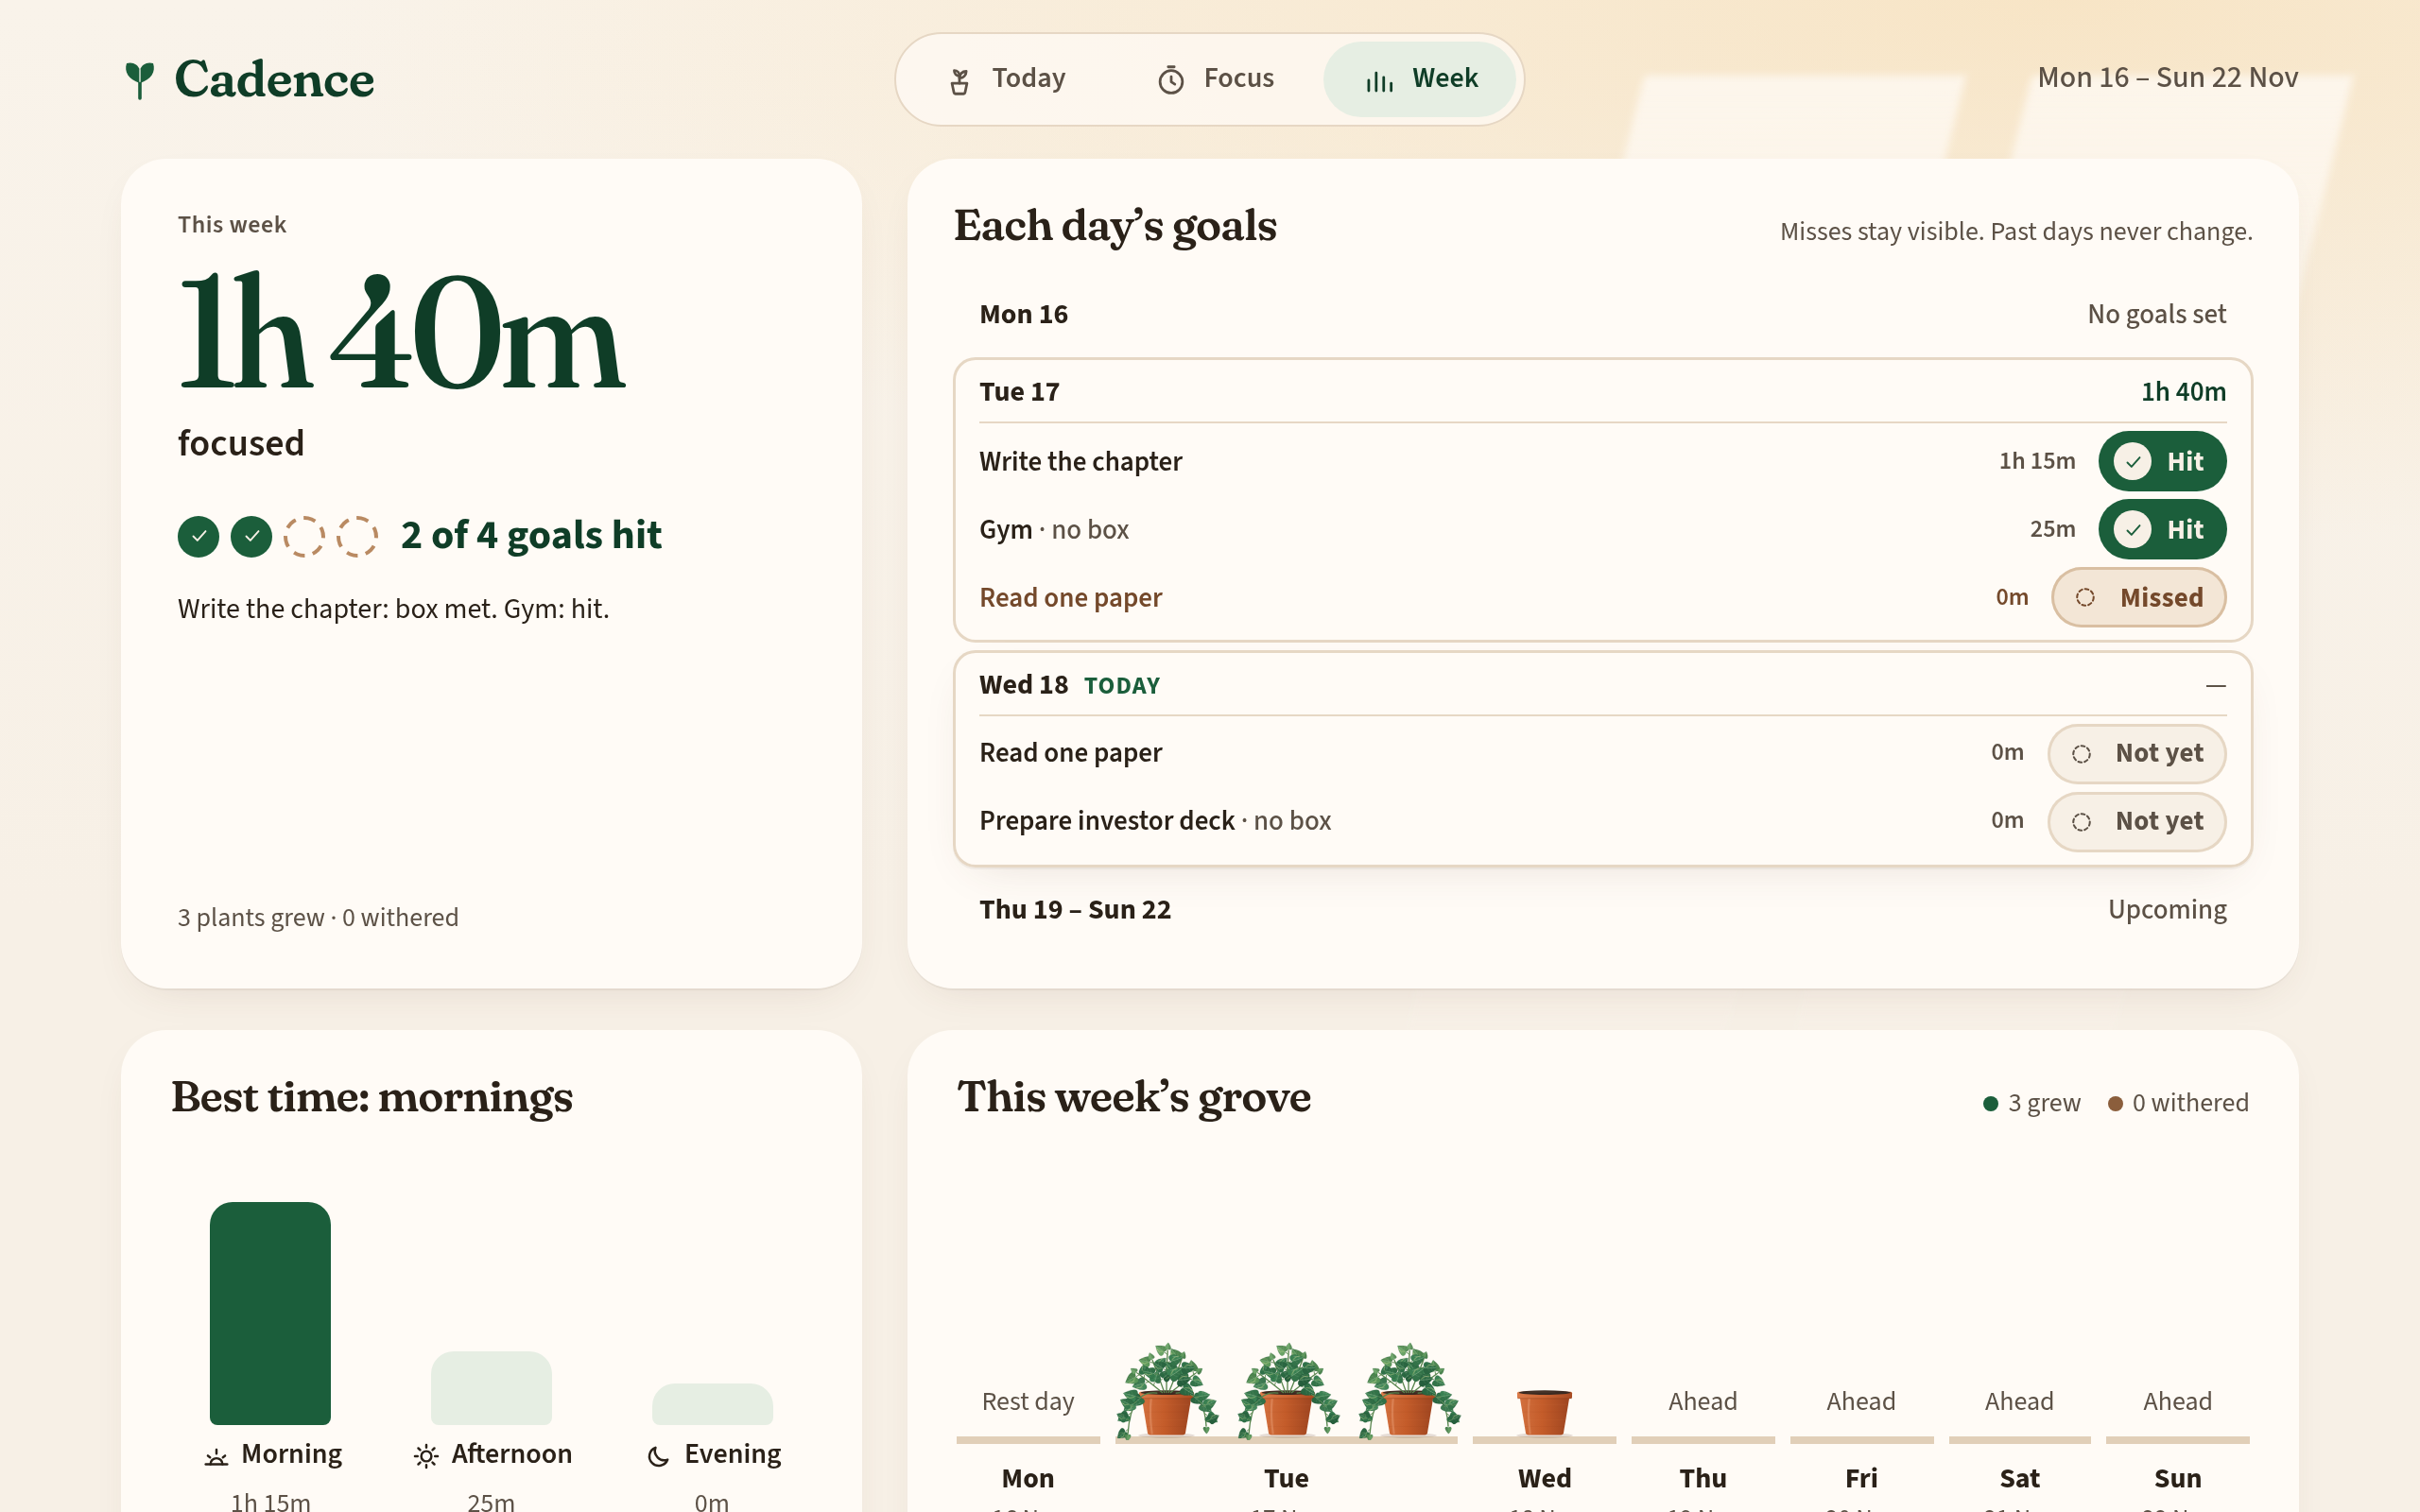 Cadence
Today
Focus
Week
Mon 16 – Sun 22 Nov
This week
1h 40m
focused
2 of 4 goals hit
Write the chapter: box met. Gym: hit.
3 plants grew · 0 withered
Each day’s goals
Misses stay visible. Past days never change.
Mon 16 No goals set
Tue 17 1h 40m
Write the chapter 1h 15m Hit
Gym · no box 25m Hit
Read one paper 0m Missed
Wed 18 TODAY —
Read one paper 0m Not yet
Prepare investor deck · no box 0m Not yet
Thu 19 – Sun 22 Upcoming
Best time: mornings
Morning Afternoon Evening
1h 15m 25m 0m
This week’s grove
3 grew 0 withered
Rest day Ahead Ahead Ahead Ahead
Mon Tue Wed Thu Fri Sat Sun